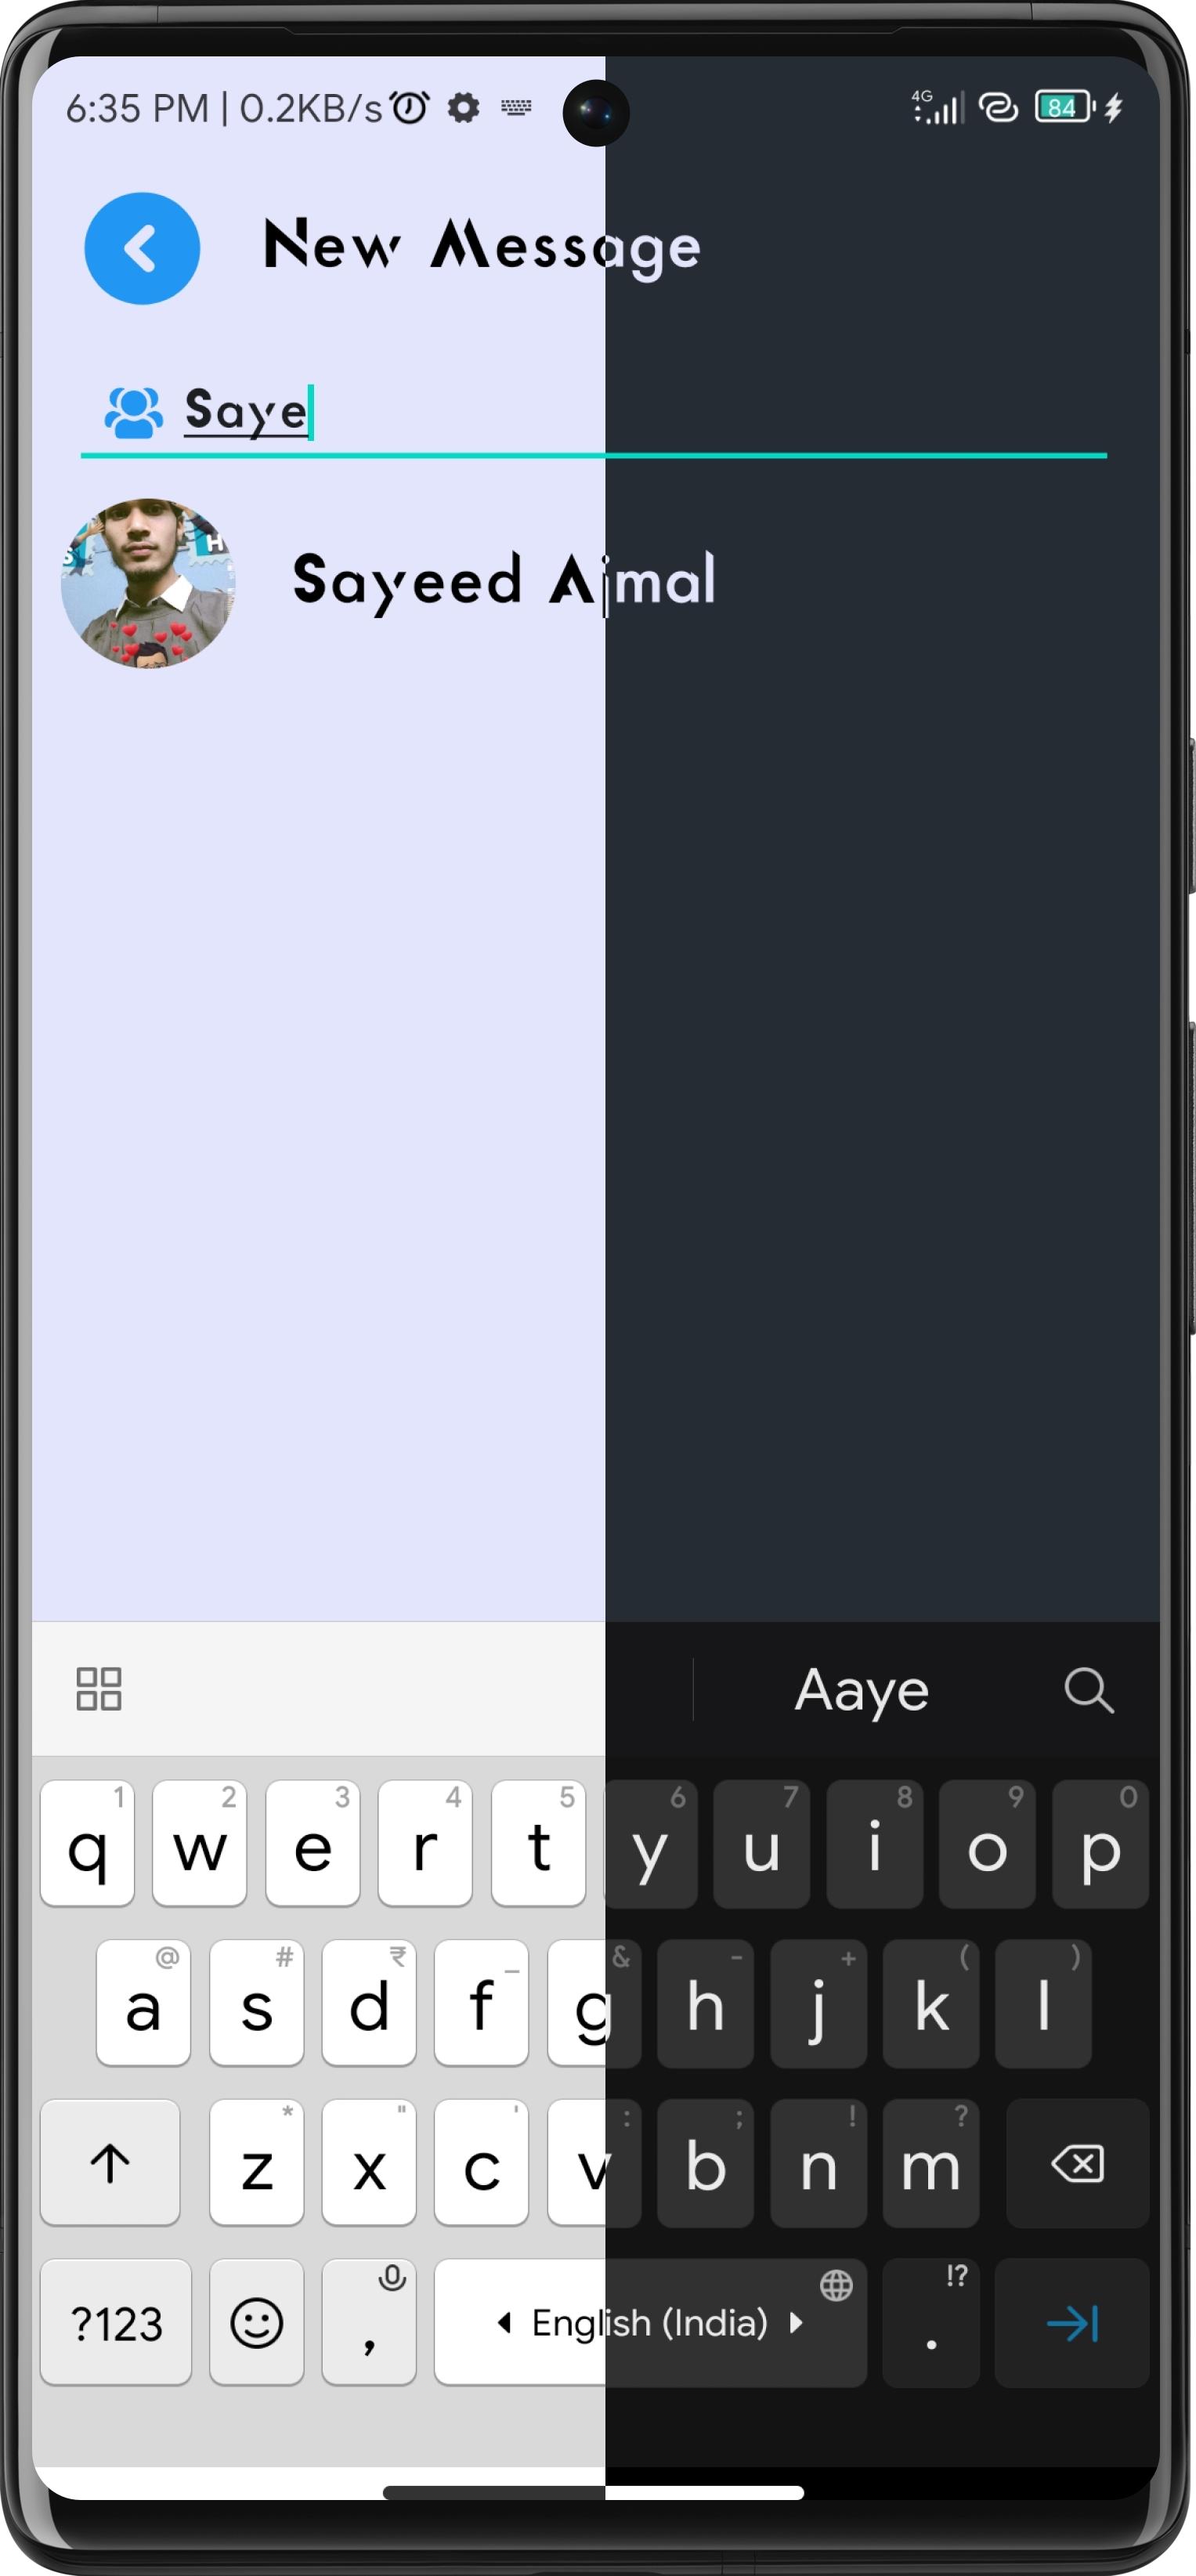 6:35 PM | 0.2KB/s 4G 84
New Message
Saye
Sayeed Ajmal
Aaye
1 2 3 4 5 6 7 8 9 0
q w e r t y u i o p
@ # ₹ _ & - + ( )
a s d f g h j k l
* " ' : ; ! ?
z x c v b n m
!?
?123 , English (India) .